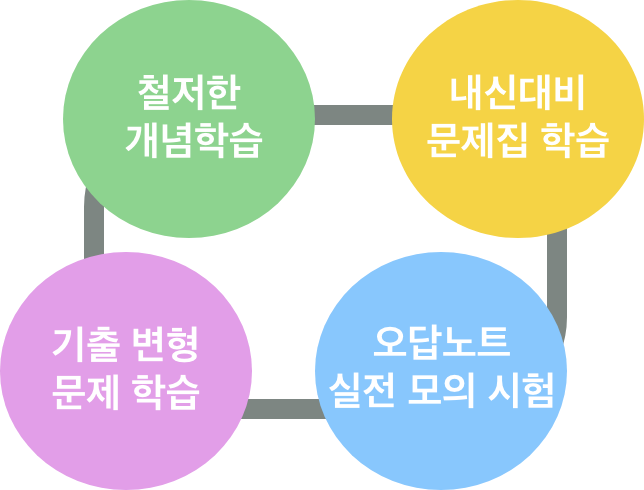 철저한
개념학습
내신대비
문제집 학습
기출 변형
문제 학습
오답노트
실전 모의 시험